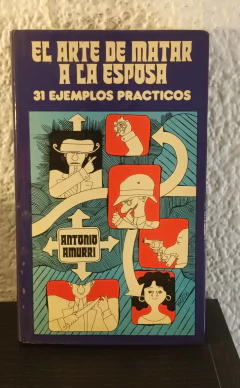 EL ARTE DE MATAR
A LA ESPOSA
31 EJEMPLOS PRACTICOS
ANTONIO
AMURRI